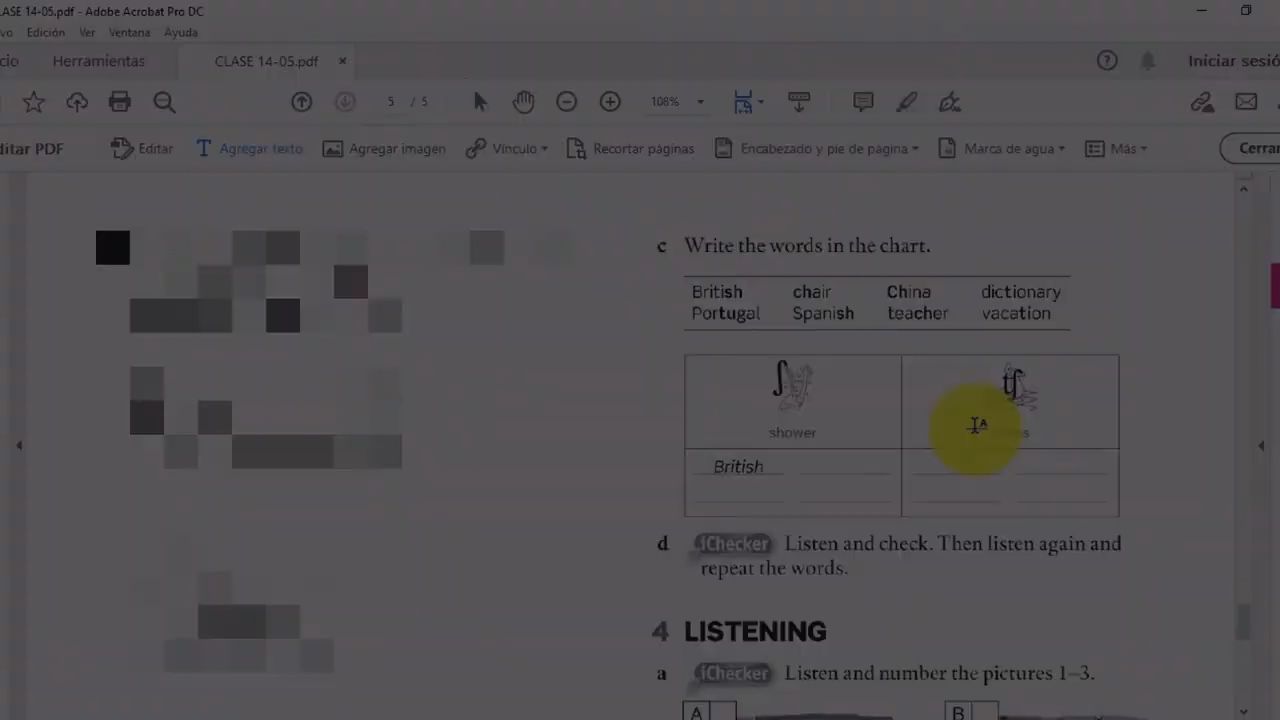 LASE 14-05.pdf - Adobe Acrobat Pro DC
vo Edición Ver Ventana Ayuda
cio Herramientas CLASE 14-05.pdf × Iniciar sesió
5 / 5 108%
ditar PDF Editar Agregar texto Agregar imagen Vínculo Recortar páginas Encabezado y pie de página Marca de agua Más Cerrar
c Write the words in the chart.
British chair China dictionary
Portugal Spanish teacher vacation
ʃ tʃ
shower
British
d iChecker Listen and check. Then listen again and
repeat the words.
4 LISTENING
a iChecker Listen and number the pictures 1–3.
A B